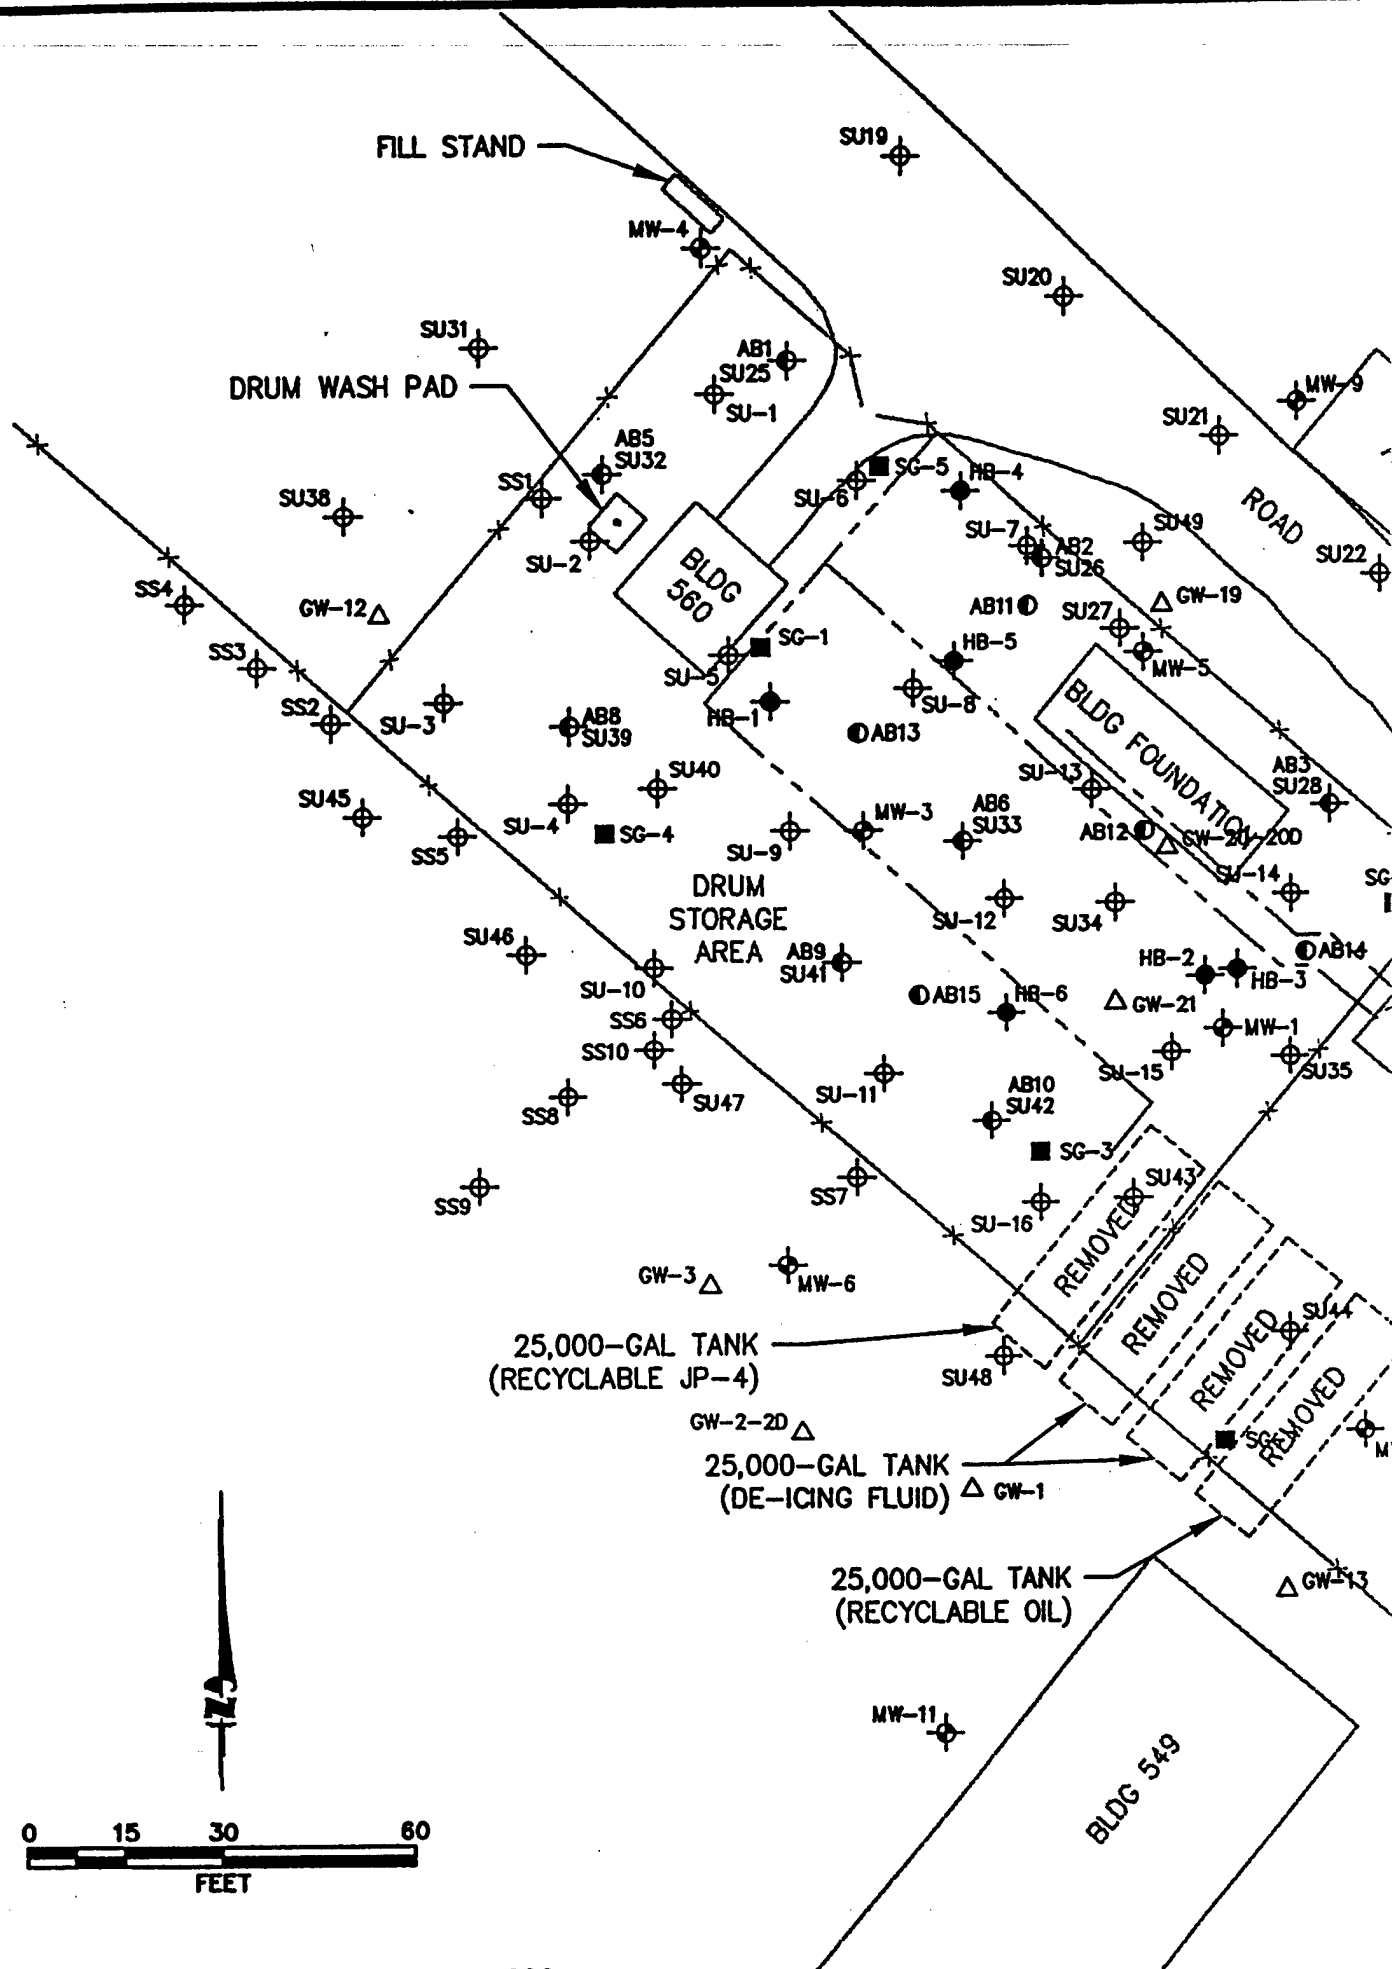 SU19
FILL STAND
MW-4
SU20
SU31
AB1
SU25
SU-1
DRUM WASH PAD
MW-9
SU21
AB5
SU32
SG-5
HB-4
SU-6
SS1
SU38
ROAD
SU-7
SU49
SU-2
AB2
SU26
SU22
BLDG
560
SS4
GW-12
AB11
GW-19
SU27
SG-1
HB-5
SS3
MW-5
SU-5
SU-8
SS2
SU-3
HB-1
AB8
SU39
AB13
BLDG FOUNDATION
SU40
SU-13
AB3
SU28
SU45
SU-4
SG-4
MW-3
AB6
SU33
AB12
GW-20-20D
SS5
SU-9
SU-14
SG-
DRUM
STORAGE
AREA
SU-12
SU34
SU46
AB9
SU41
AB14
SU-10
HB-2
HB-3
AB15
HB-6
GW-21
SS6
MW-1
SS10
SU-15
SU35
SU47
SU-11
AB10
SU42
SS8
SG-3
SS9
SS7
SU43
SU-16
REMOVED
GW-3
MW-6
REMOVED
SU44
25,000-GAL TANK
(RECYCLABLE JP-4)
SU48
REMOVED
REMOVED
GW-2-2D
25,000-GAL TANK
(DE-ICING FLUID)
GW-1
SG-
M
25,000-GAL TANK
(RECYCLABLE OIL)
GW-13
N
MW-11
BLDG 549
0 15 30 60
FEET